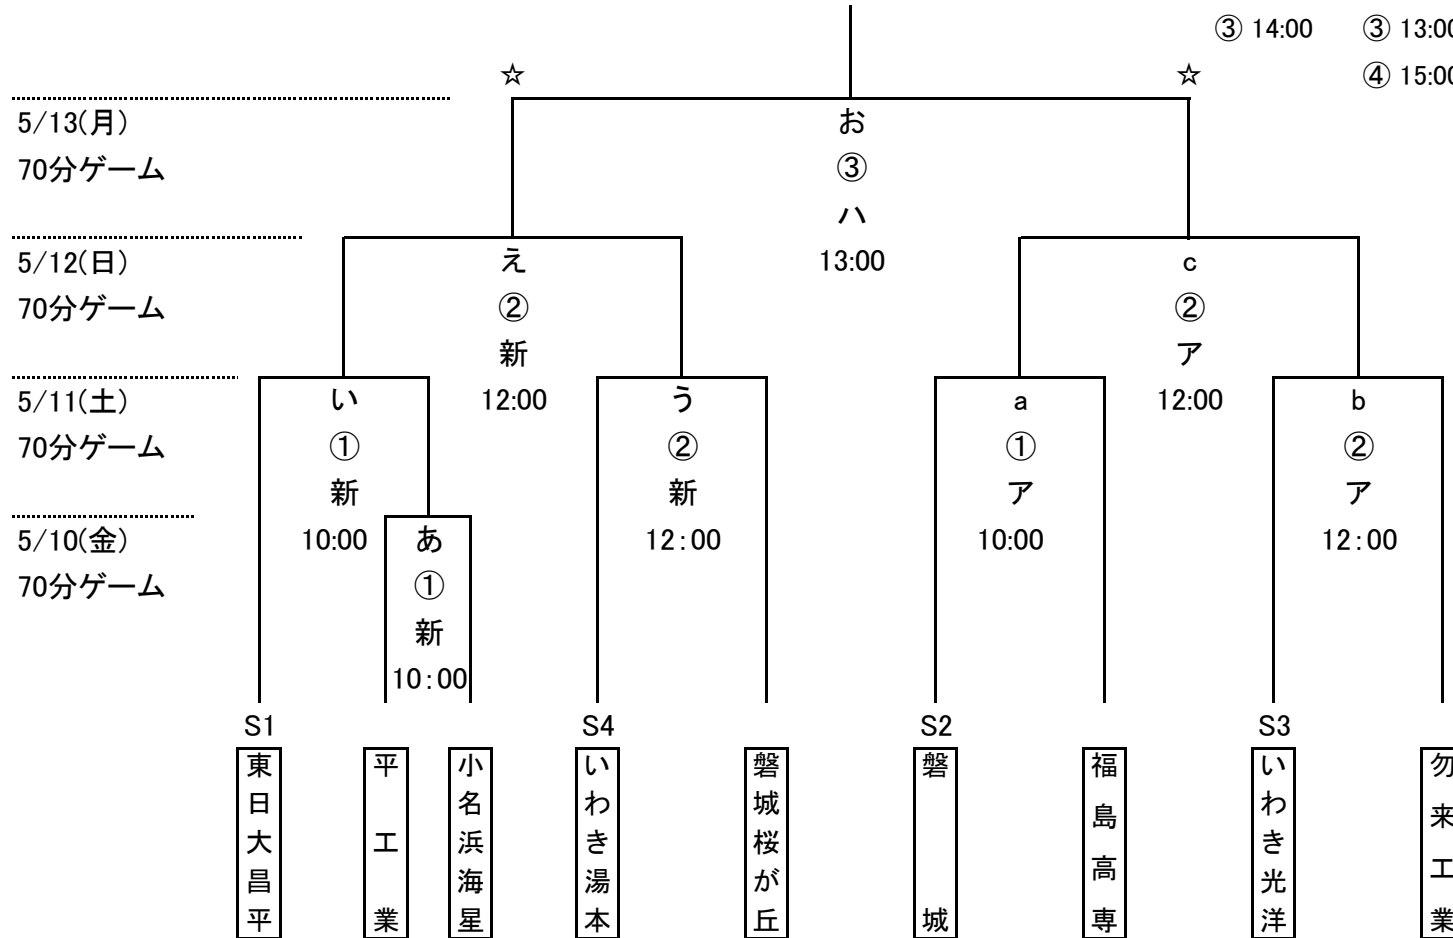 ③ 14:00 ③ 13:00
☆ ☆ ④ 15:00
5/13(月)
70分ゲーム
お
③
ハ
13:00
5/12(日)
70分ゲーム
え
②
新
12:00
c
②
ア
12:00
5/11(土)
70分ゲーム
い
①
新
10:00
う
②
新
12:00
a
①
ア
10:00
b
②
ア
12:00
5/10(金)
70分ゲーム
あ
①
新
10:00
S1 S4 S2 S3
東日大昌平
平工業
小名浜海星
いわき湯本
磐城桜が丘
磐城
福島高専
いわき光洋
勿来工業